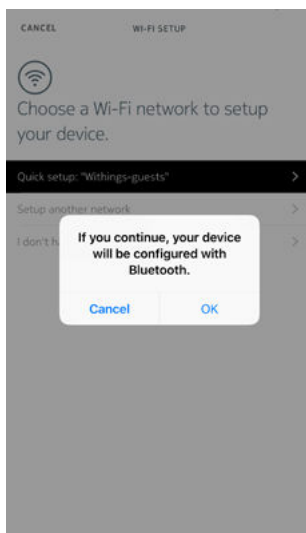 CANCEL WI-FI SETUP
Choose a Wi-Fi network to setup
your device.
Quick setup: "Withings-guests"
Setup another network
I don't h
If you continue, your device
will be configured with
Bluetooth.
Cancel OK